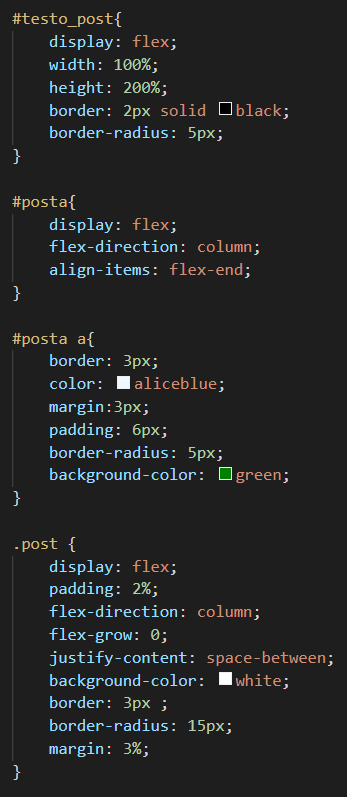 #testo_post{
    display: flex;
    width: 100%;
    height: 200%;
    border: 2px solid black;
    border-radius: 5px;
}

#posta{
    display: flex;
    flex-direction: column;
    align-items: flex-end;
}

#posta a{
    border: 3px;
    color: aliceblue;
    margin:3px;
    padding: 6px;
    border-radius: 5px;
    background-color: green;
}

.post {
    display: flex;
    padding: 2%;
    flex-direction: column;
    flex-grow: 0;
    justify-content: space-between;
    background-color: white;
    border: 3px ;
    border-radius: 15px;
    margin: 3%;
}